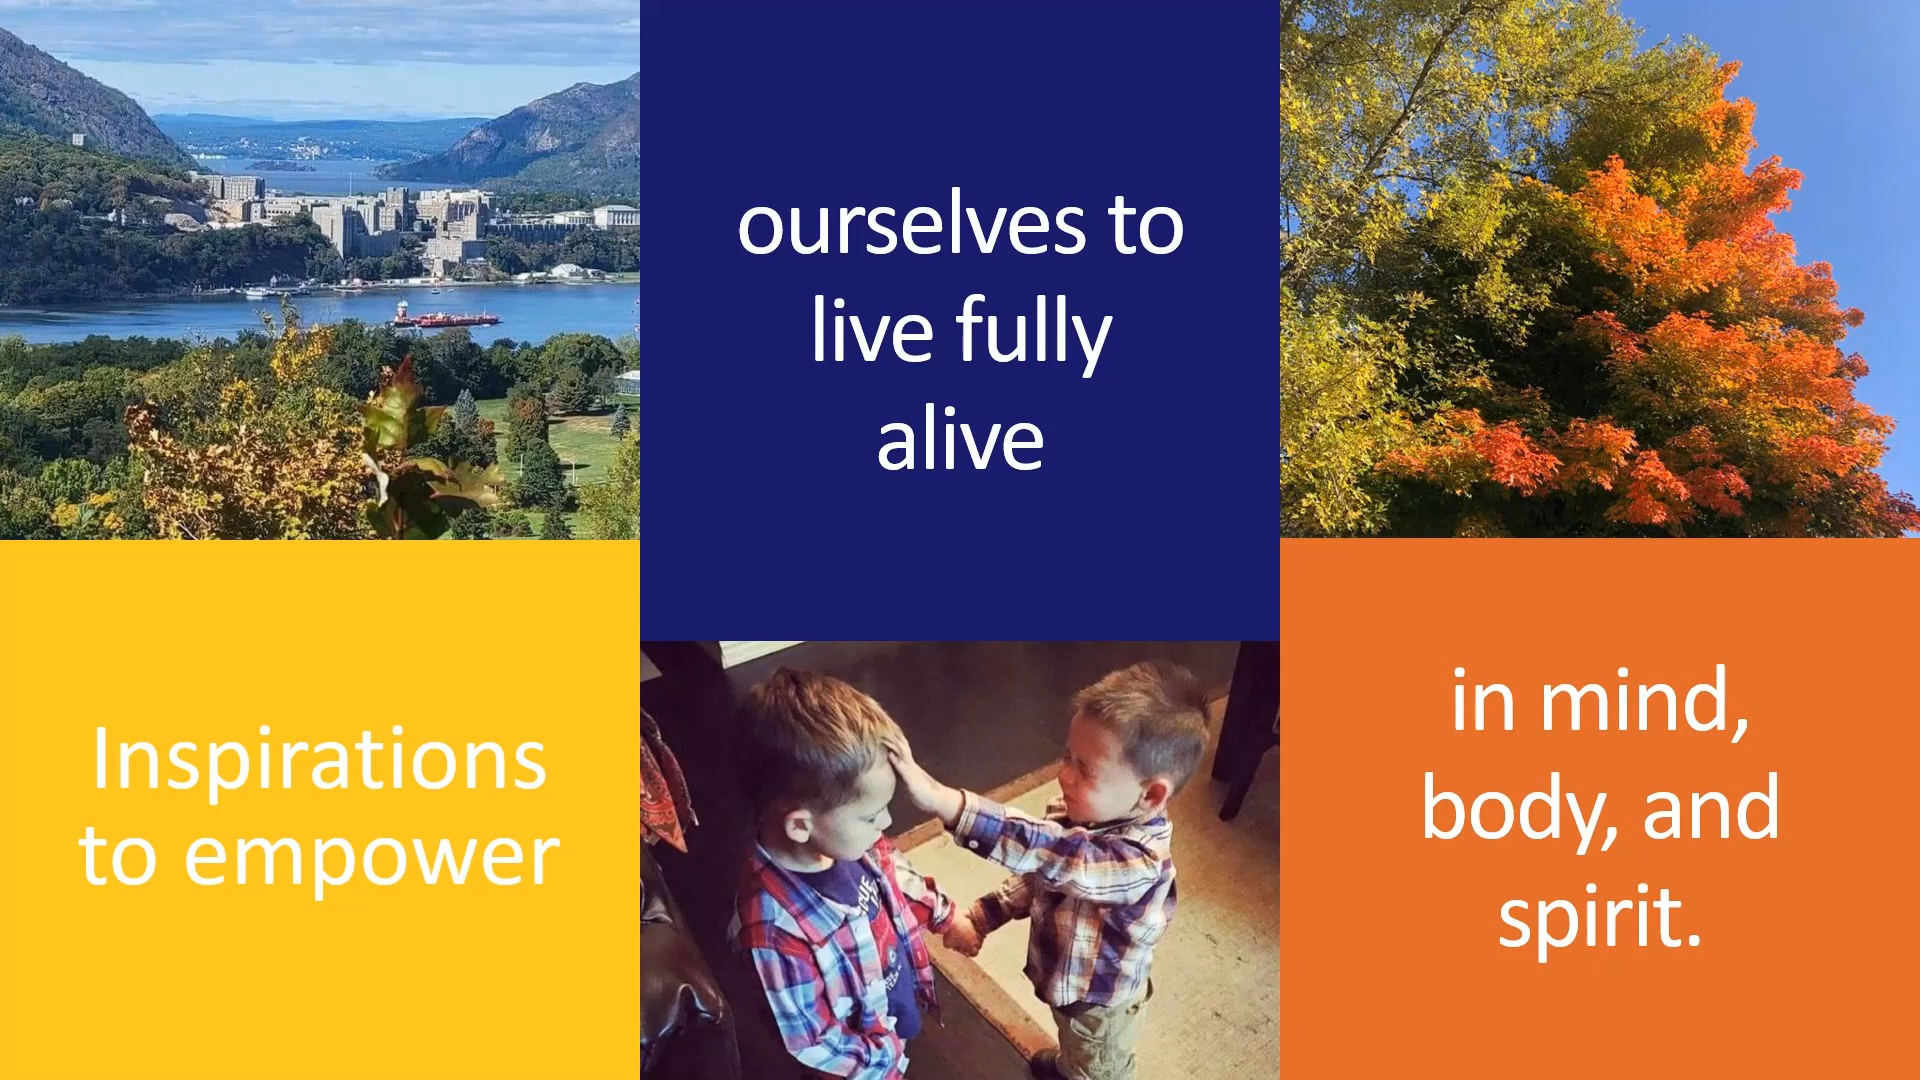 Inspirations
to empower
ourselves to
live fully
alive
in mind,
body, and
spirit.